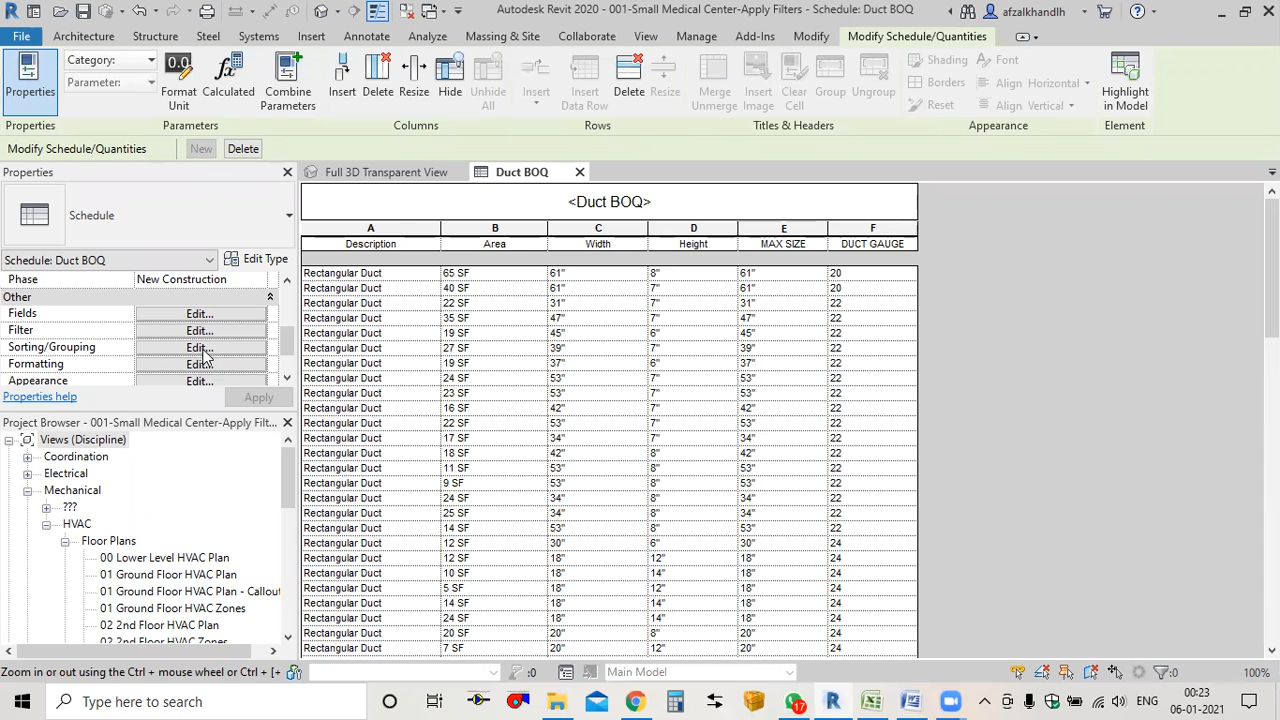 Autodesk Revit 2020 - 001-Small Medical Center-Apply Filters - Schedule: Duct BOQ
afzalkhandlh
File Architecture Structure Steel Systems Insert Annotate Analyze Massing & Site Collaborate View Manage Add-Ins Modify Modify Schedule/Quantities
Properties
Category:
Parameter:
0.0
Format Unit
Calculated
Combine Parameters
Insert
Delete
Resize
Hide
Unhide All
Insert
Insert Data Row
Delete
Resize
Merge Unmerge
Insert Image
Clear Cell
Group
Ungroup
Shading
Borders
Reset
Font
Align Horizontal
Align Vertical
Highlight in Model
Properties Parameters Columns Rows Titles & Headers Appearance Element
Modify Schedule/Quantities New Delete
Properties
Schedule
Schedule: Duct BOQ Edit Type
Phase New Construction
Other
Fields Edit...
Filter Edit...
Sorting/Grouping Edit...
Formatting Edit...
Appearance Edit...
Properties help Apply
Project Browser - 001-Small Medical Center-Apply Filt...
Views (Discipline)
Coordination
Electrical
Mechanical
???
HVAC
Floor Plans
00 Lower Level HVAC Plan
01 Ground Floor HVAC Plan
01 Ground Floor HVAC Plan - Callou
01 Ground Floor HVAC Zones
02 2nd Floor HVAC Plan
02 2nd Floor HVAC Zones
Full 3D Transparent View Duct BOQ
<Duct BOQ>
A B C D E F
Description Area Width Height MAX SIZE DUCT GAUGE
Rectangular Duct 65 SF 61" 8" 61" 20
Rectangular Duct 40 SF 61" 7" 61" 20
Rectangular Duct 22 SF 31" 7" 31" 22
Rectangular Duct 35 SF 47" 7" 47" 22
Rectangular Duct 19 SF 45" 6" 45" 22
Rectangular Duct 27 SF 39" 7" 39" 22
Rectangular Duct 19 SF 37" 6" 37" 22
Rectangular Duct 24 SF 53" 7" 53" 22
Rectangular Duct 23 SF 53" 7" 53" 22
Rectangular Duct 16 SF 42" 7" 42" 22
Rectangular Duct 22 SF 53" 7" 53" 22
Rectangular Duct 17 SF 34" 7" 34" 22
Rectangular Duct 18 SF 42" 8" 42" 22
Rectangular Duct 11 SF 53" 8" 53" 22
Rectangular Duct 9 SF 53" 8" 53" 22
Rectangular Duct 24 SF 34" 8" 34" 22
Rectangular Duct 25 SF 34" 8" 34" 22
Rectangular Duct 14 SF 53" 8" 53" 22
Rectangular Duct 12 SF 30" 6" 30" 24
Rectangular Duct 12 SF 18" 12" 18" 24
Rectangular Duct 10 SF 18" 14" 18" 24
Rectangular Duct 5 SF 18" 12" 18" 24
Rectangular Duct 14 SF 18" 14" 18" 24
Rectangular Duct 24 SF 18" 14" 18" 24
Rectangular Duct 20 SF 20" 8" 20" 24
Rectangular Duct 7 SF 20" 12" 20" 24
Zoom in or out using the Ctrl + mouse wheel or Ctrl + [+ :0 Main Model :0 100%
Type here to search 17 ENG 00:23
06-01-2021